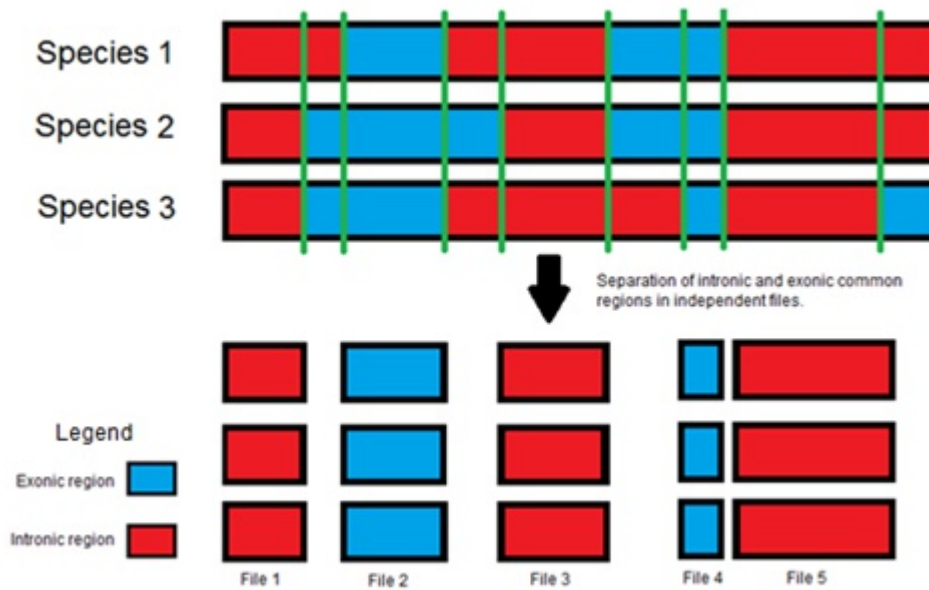 Species 1
Species 2
Species 3
Separation of intronic and exonic common
regions in independent files.
Legend
Exonic region
Intronic region
File 1
File 2
File 3
File 4
File 5